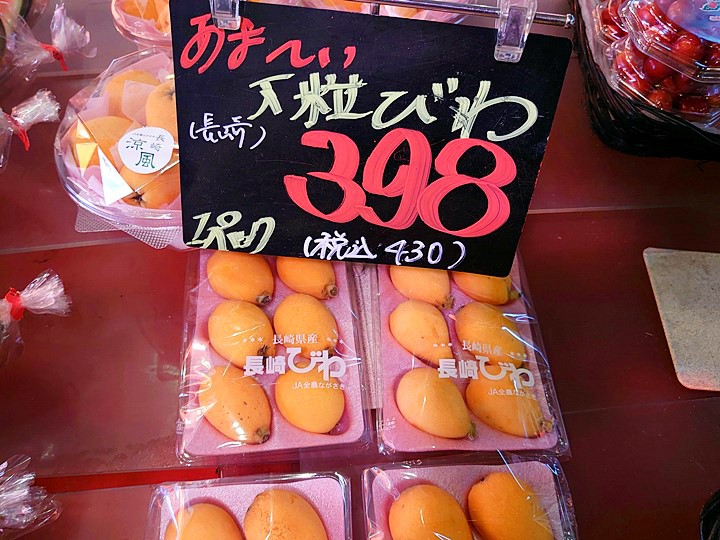 あま〜い
大粒びわ
(長崎)
398
1パック
(税込430)
長崎
涼風
長崎県産
長崎びわ
JA全農ながさき
長崎県産
長崎びわ
JA全農ながさき